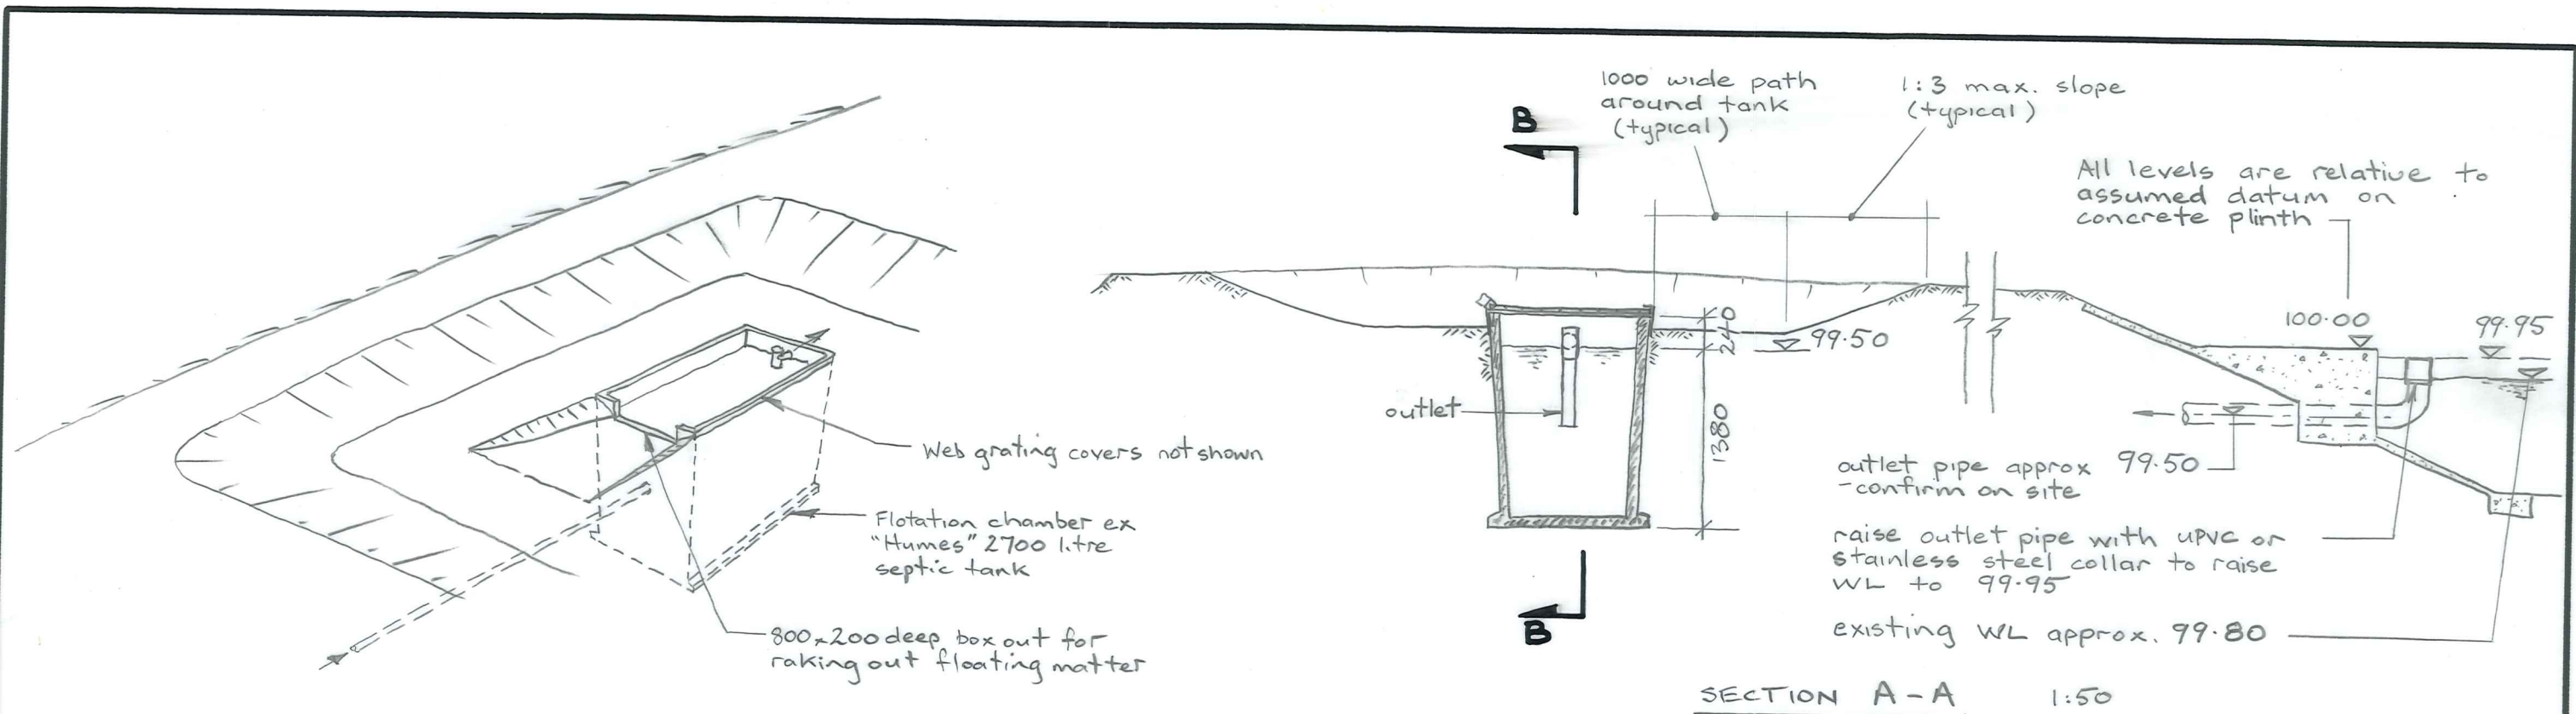 Web grating covers not shown
Flotation chamber ex
"Humes" 2700 litre
septic tank
800x200 deep box out for
raking out floating matter
B
1000 wide path
around tank
(typical)
1:3 max. slope
(typical)
All levels are relative to
assumed datum on
concrete plinth
100.00
99.95
240
99.50
outlet
1380
outlet pipe approx 99.50
-confirm on site
raise outlet pipe with uPVC or
stainless steel collar to raise
WL to 99.95
existing WL approx. 99.80
B
SECTION A-A 1:50